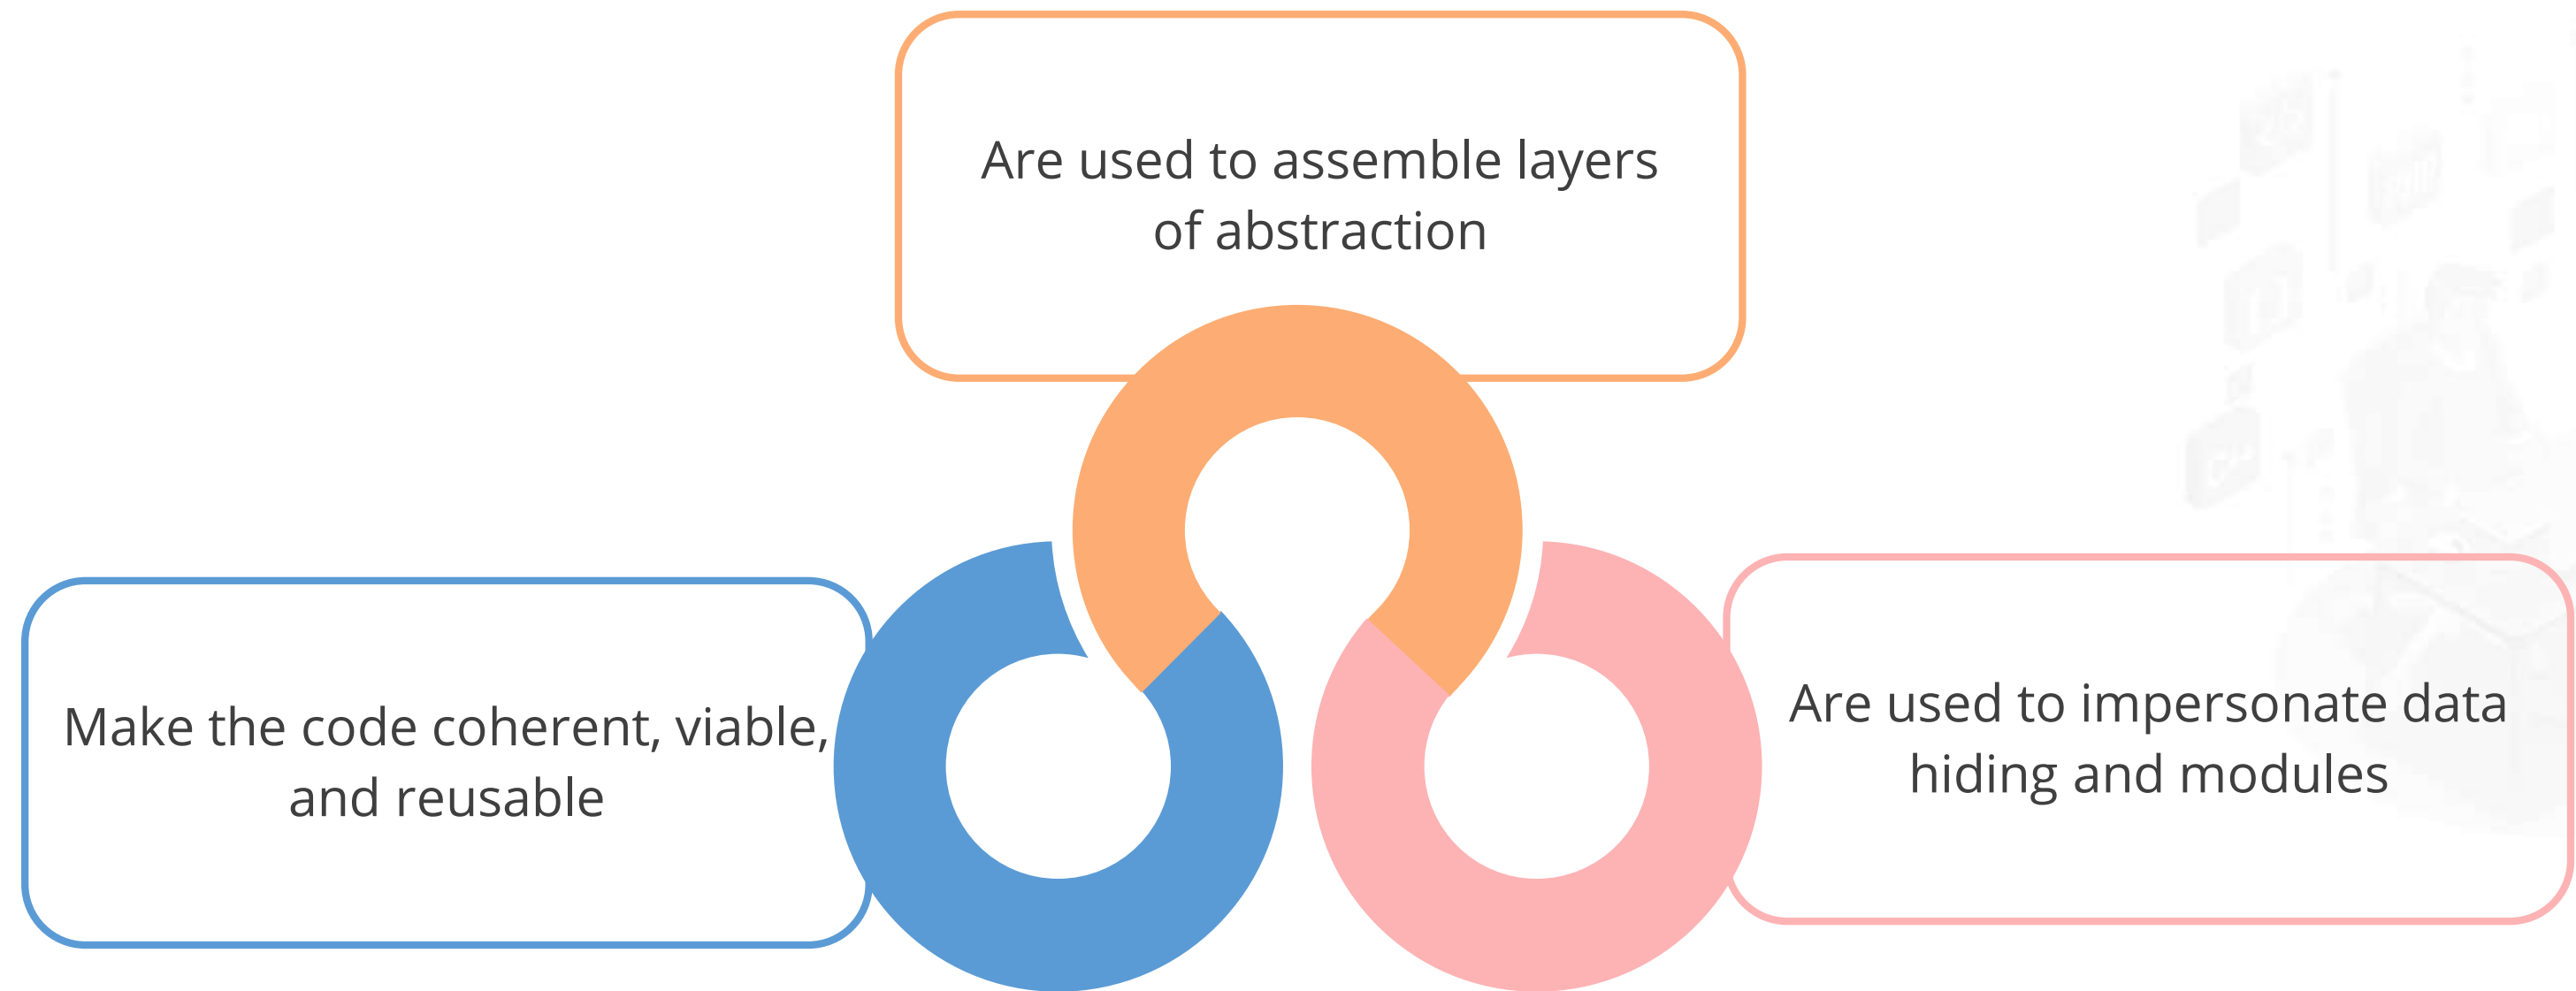 Are used to assemble layers
of abstraction
Make the code coherent, viable,
and reusable
Are used to impersonate data
hiding and modules